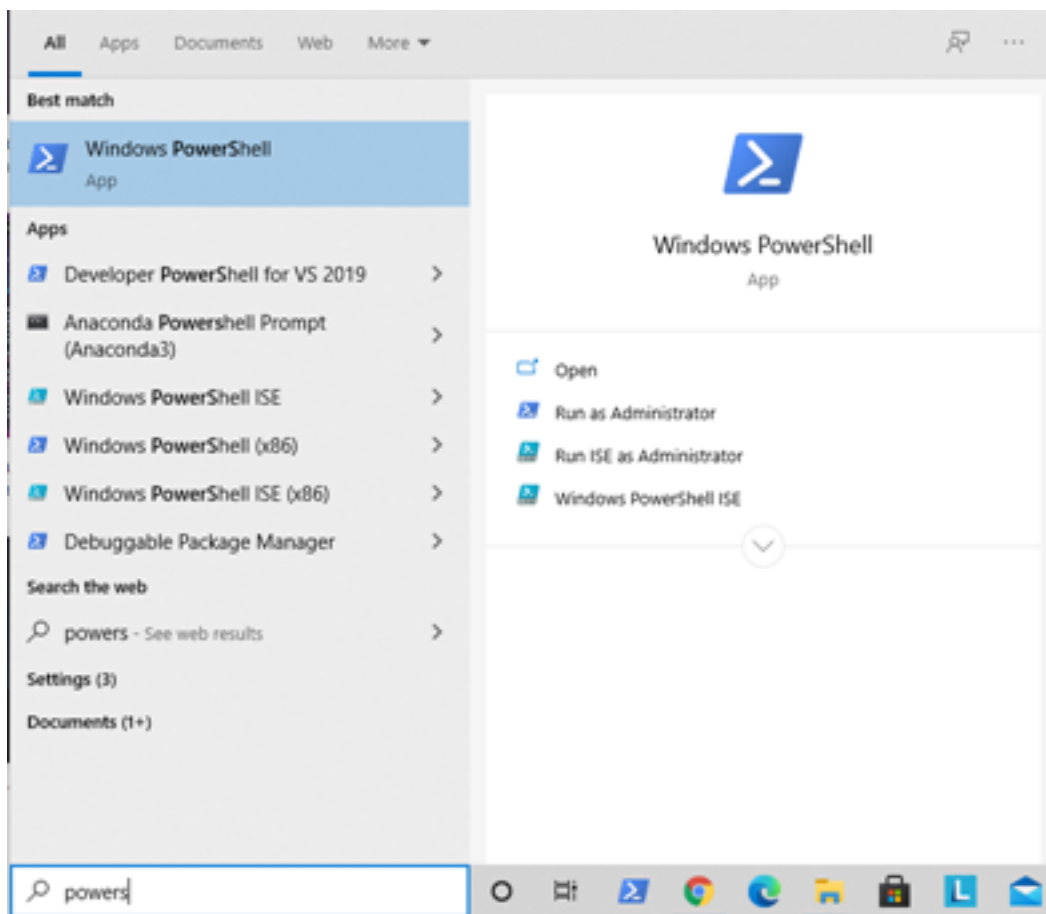 All Apps Documents Web More
Best match
Windows PowerShell
App
Apps
Developer PowerShell for VS 2019
Anaconda Powershell Prompt
(Anaconda3)
Windows PowerShell ISE
Windows PowerShell (x86)
Windows PowerShell ISE (x86)
Debuggable Package Manager
Search the web
powers - See web results
Settings (3)
Documents (1+)
Windows PowerShell
App
Open
Run as Administrator
Run ISE as Administrator
Windows PowerShell ISE
powers
L